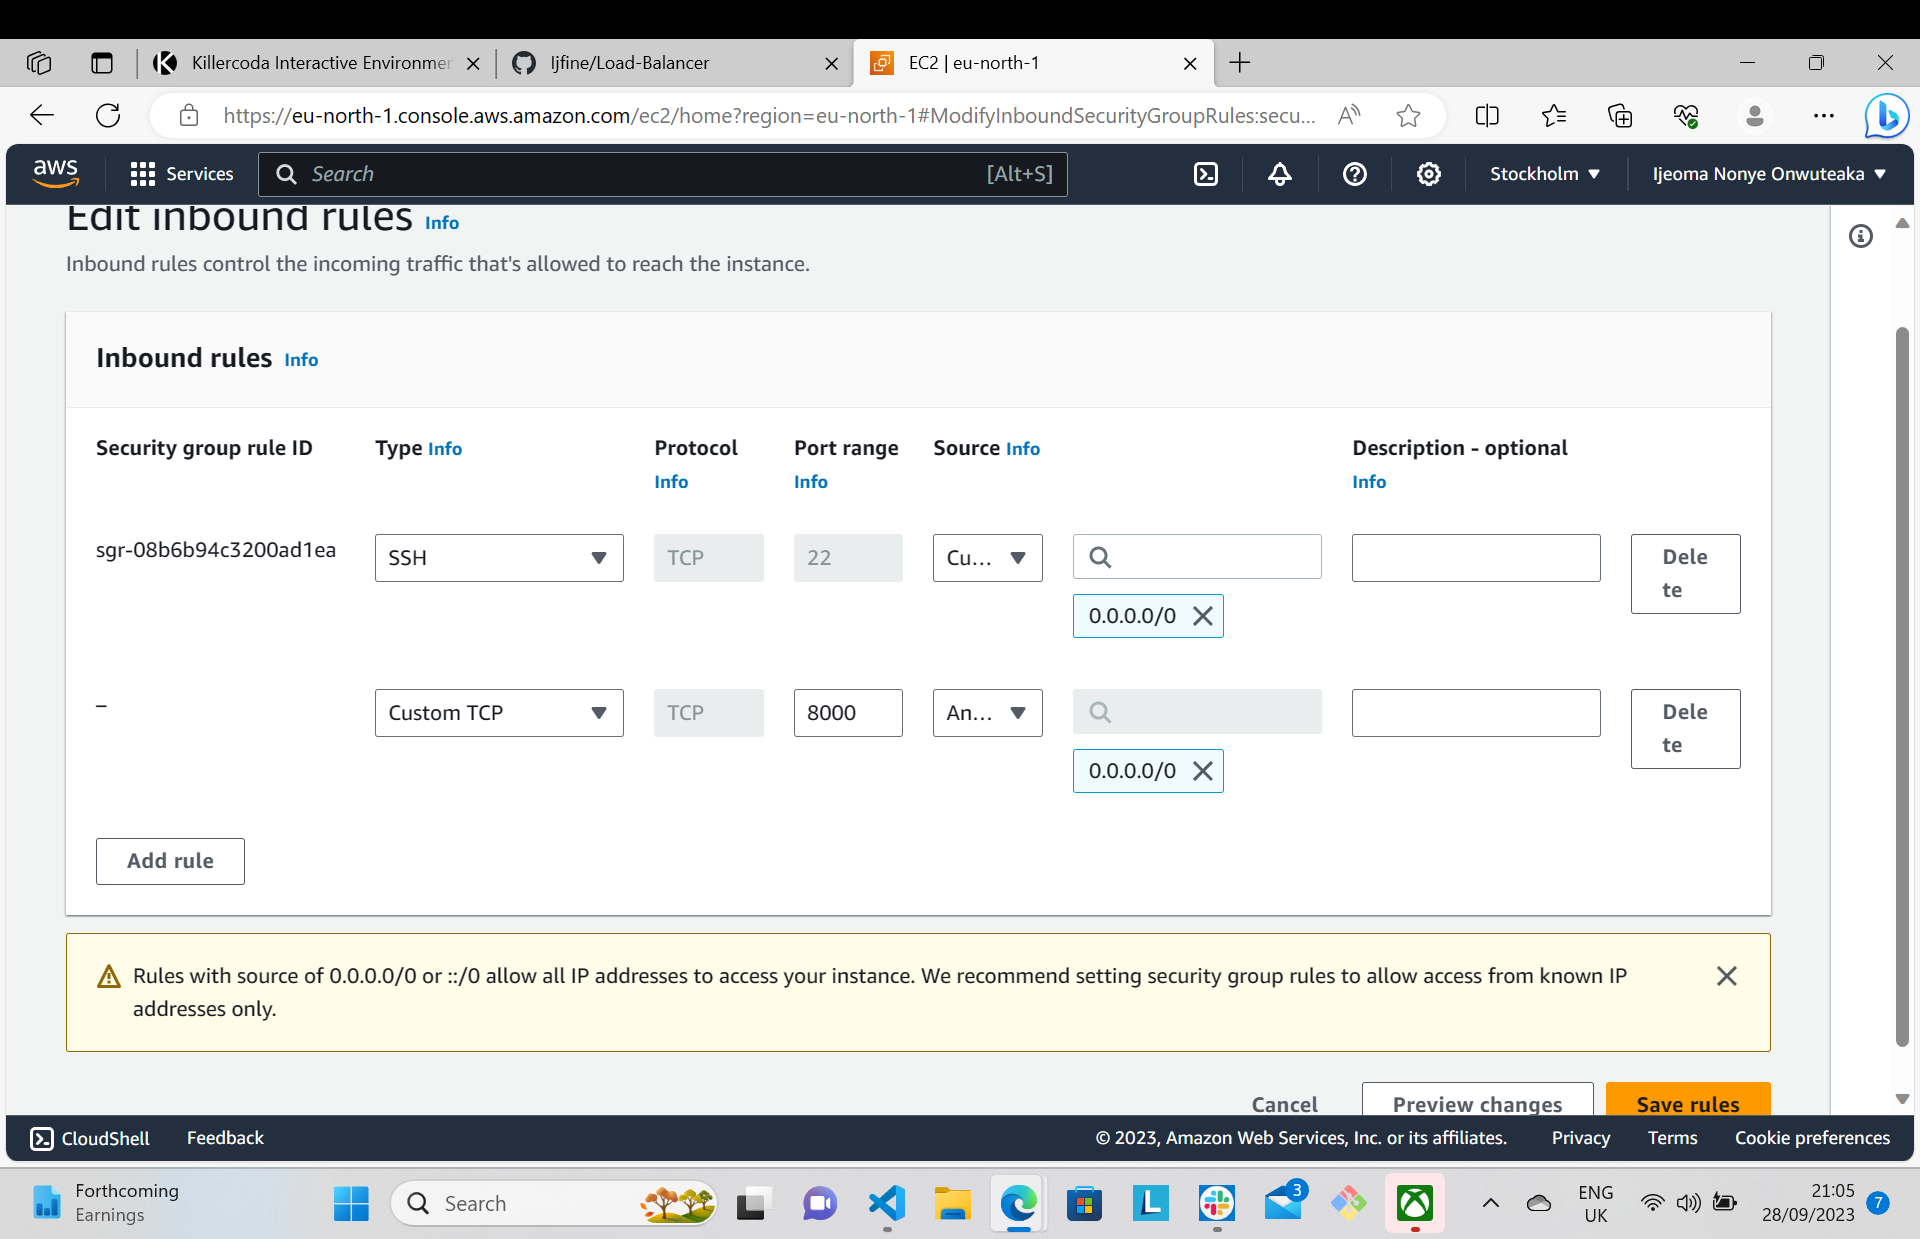 Killercoda Interactive Environmer
Ijfine/Load-Balancer
EC2 | eu-north-1
https://eu-north-1.console.aws.amazon.com/ec2/home?region=eu-north-1#ModifyInboundSecurityGroupRules:secu...
aws
Services
Search
[Alt+S]
Stockholm
Ijeoma Nonye Onwuteaka
Edit inbound rules Info
Inbound rules control the incoming traffic that's allowed to reach the instance.
Inbound rules Info
Security group rule ID
Type Info
Protocol
Info
Port range
Info
Source Info
Description - optional
Info
sgr-08b6b94c3200ad1ea
SSH
TCP
22
Cu...
0.0.0.0/0
Dele
te
–
Custom TCP
TCP
8000
An...
0.0.0.0/0
Dele
te
Add rule
Rules with source of 0.0.0.0/0 or ::/0 allow all IP addresses to access your instance. We recommend setting security group rules to allow access from known IP
addresses only.
Cancel
Preview changes
Save rules
CloudShell
Feedback
© 2023, Amazon Web Services, Inc. or its affiliates.
Privacy
Terms
Cookie preferences
Forthcoming
Earnings
Search
3
ENG
UK
21:05
28/09/2023
7